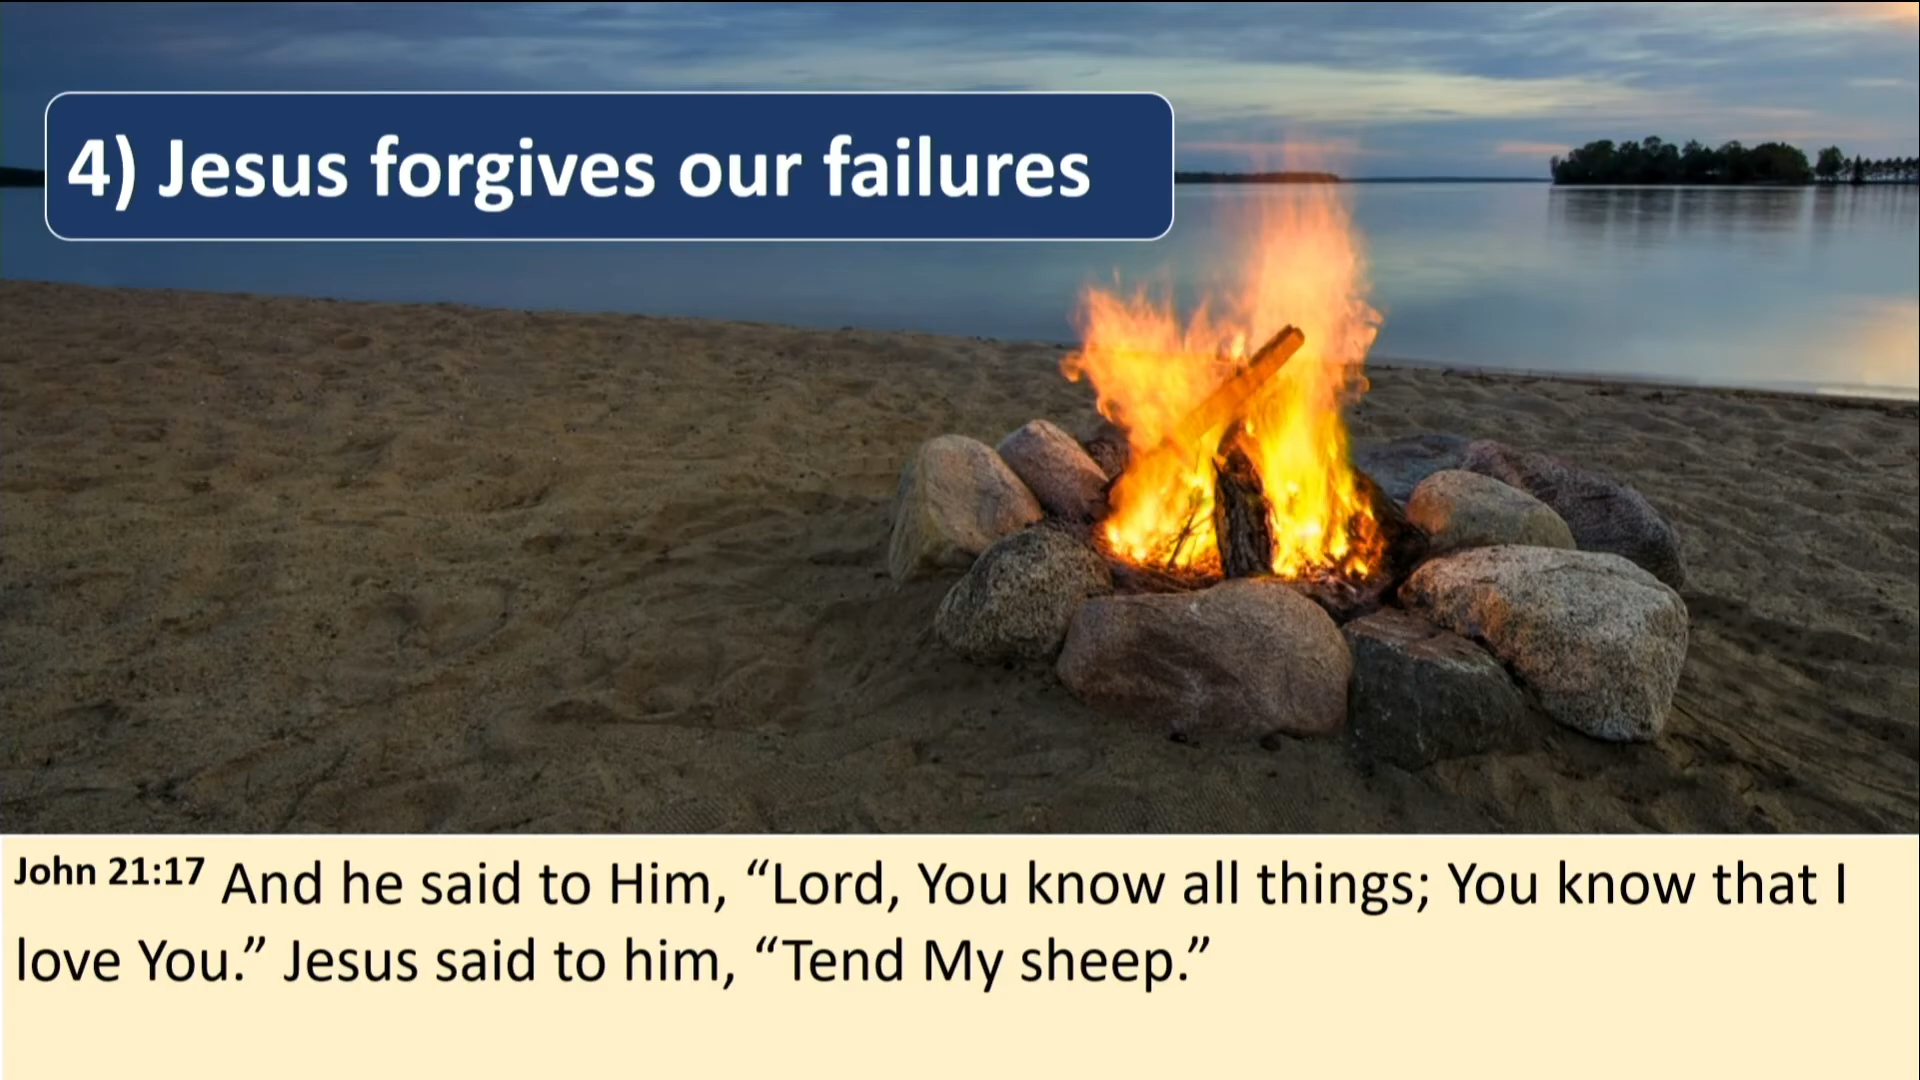 4) Jesus forgives our failures
John 21:17 And he said to Him, “Lord, You know all things; You know that I
love You.” Jesus said to him, “Tend My sheep.”